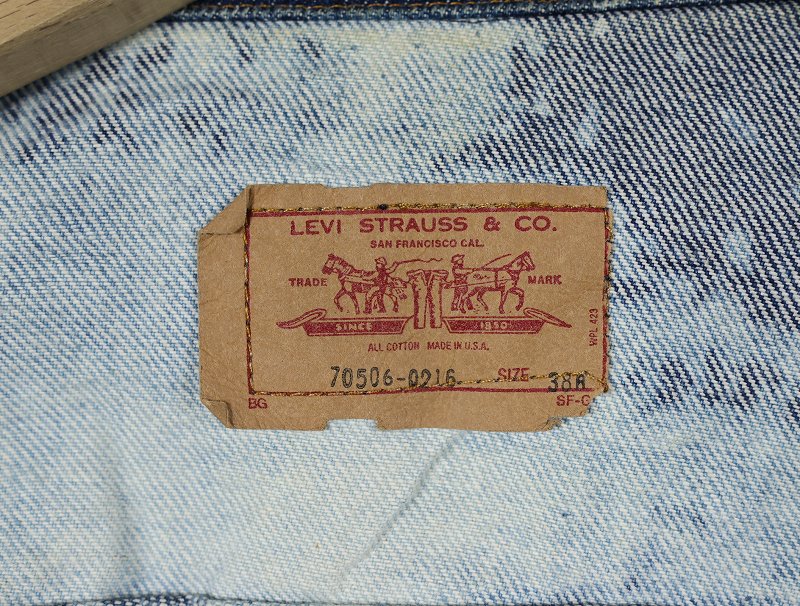 LEVI STRAUSS & CO.
SAN FRANCISCO CAL.
TRADE MARK
SINCE 1850
WPL 423
ALL COTTON MADE IN U.S.A.
70506-0216 SIZE
BG SF-G